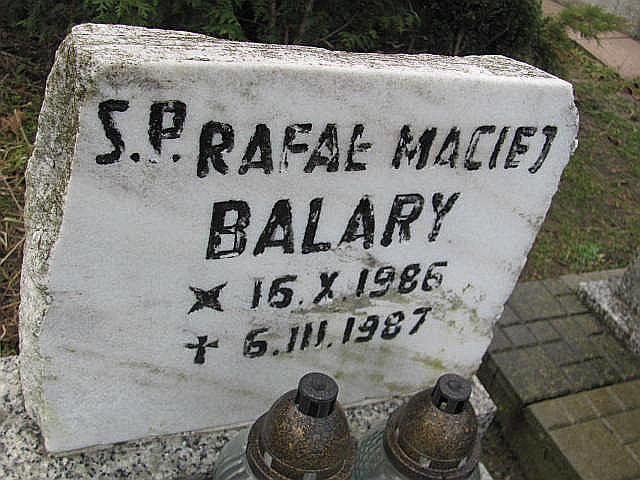 S.P. RAFAŁ MACIEJ
BALARY
16.X.1986
6.III.1987